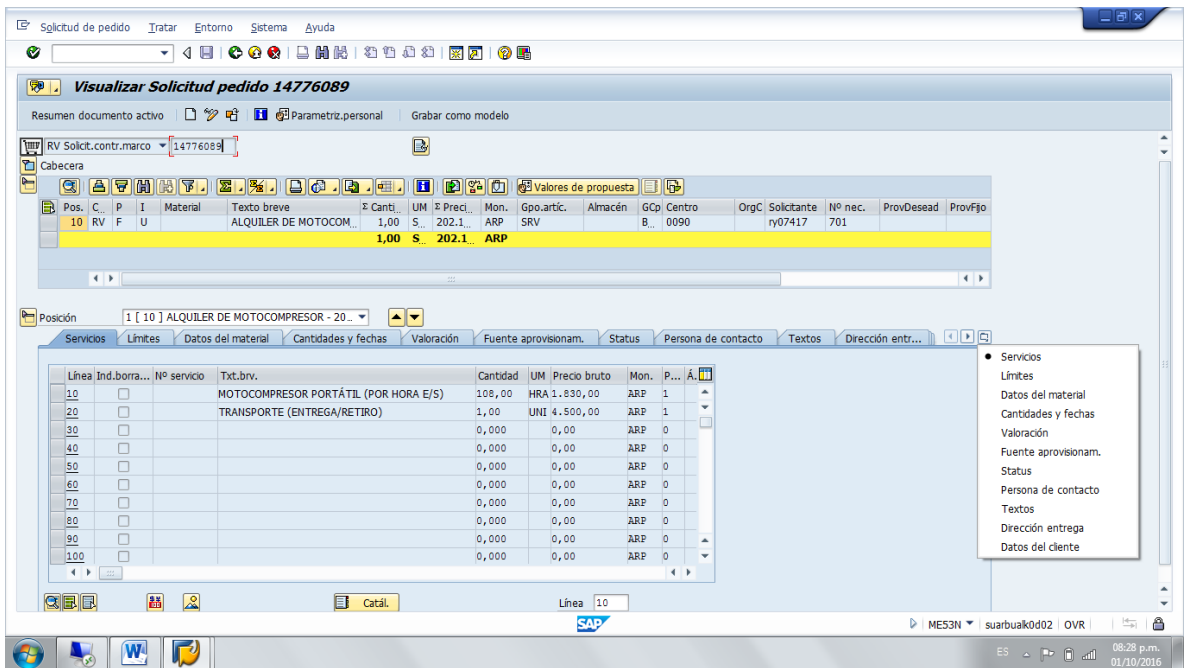 Solicitud de pedido Tratar Entorno Sistema Ayuda
Visualizar Solicitud pedido 14776089
Resumen documento activo Parametriz.personal Grabar como modelo
RV Solicit.contr.marco 14776089
Cabecera
Valores de propuesta
Pos. C.. P I Material Texto breve Σ Canti.. UM Σ Preci.. Mon. Gpo.artíc. Almacén GCp Centro OrgC Solicitante Nº nec. ProvDesead ProvFijo
10 RV F U ALQUILER DE MOTOCOM.. 1,00 S.. 202.1.. ARP SRV B.. 0090 ry07417 701
1,00 S.. 202.1.. ARP
Posición 1 [ 10 ] ALQUILER DE MOTOCOMPRESOR - 20..
Servicios Límites Datos del material Cantidades y fechas Valoración Fuente aprovisionam. Status Persona de contacto Textos Dirección entr...
Línea Ind.borra... Nº servicio Txt.brv. Cantidad UM Precio bruto Mon. P... Á.
10 MOTOCOMPRESOR PORTÁTIL (POR HORA E/S) 108,00 HRA 1.830,00 ARP 1
20 TRANSPORTE (ENTREGA/RETIRO) 1,00 UNI 4.500,00 ARP 1
30 0,000 0,00 ARP 0
40 0,000 0,00 ARP 0
50 0,000 0,00 ARP 0
60 0,000 0,00 ARP 0
70 0,000 0,00 ARP 0
80 0,000 0,00 ARP 0
90 0,000 0,00 ARP 0
100 0,000 0,00 ARP 0
Catál. Línea 10
Servicios
Límites
Datos del material
Cantidades y fechas
Valoración
Fuente aprovisionam.
Status
Persona de contacto
Textos
Dirección entrega
Datos del cliente
SAP ME53N suarbualk0d02 OVR
ES 08:28 p.m.
01/10/2016